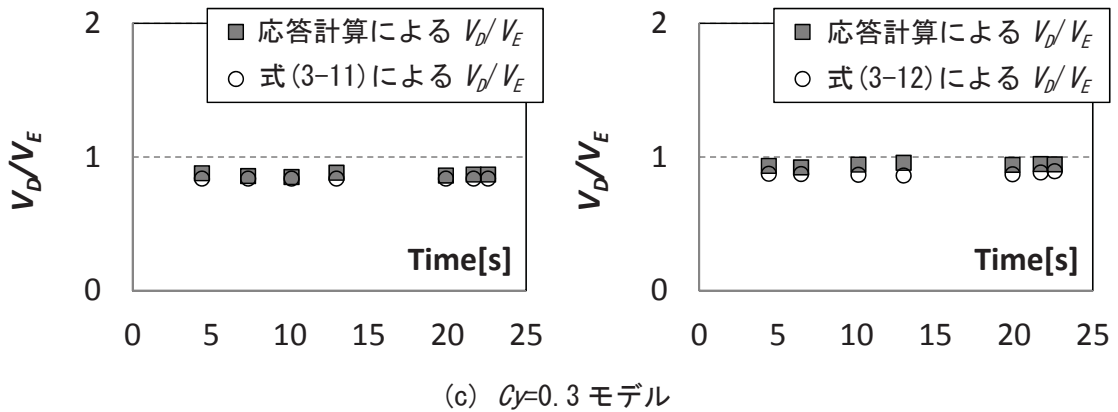 2
1
0
V_D/V_E
応答計算による V_D/V_E
式(3-11)による V_D/V_E
Time[s]
0 5 10 15 20 25
2
1
0
V_D/V_E
応答計算による V_D/V_E
式(3-12)による V_D/V_E
Time[s]
0 5 10 15 20 25
(c) Cy=0.3 モデル